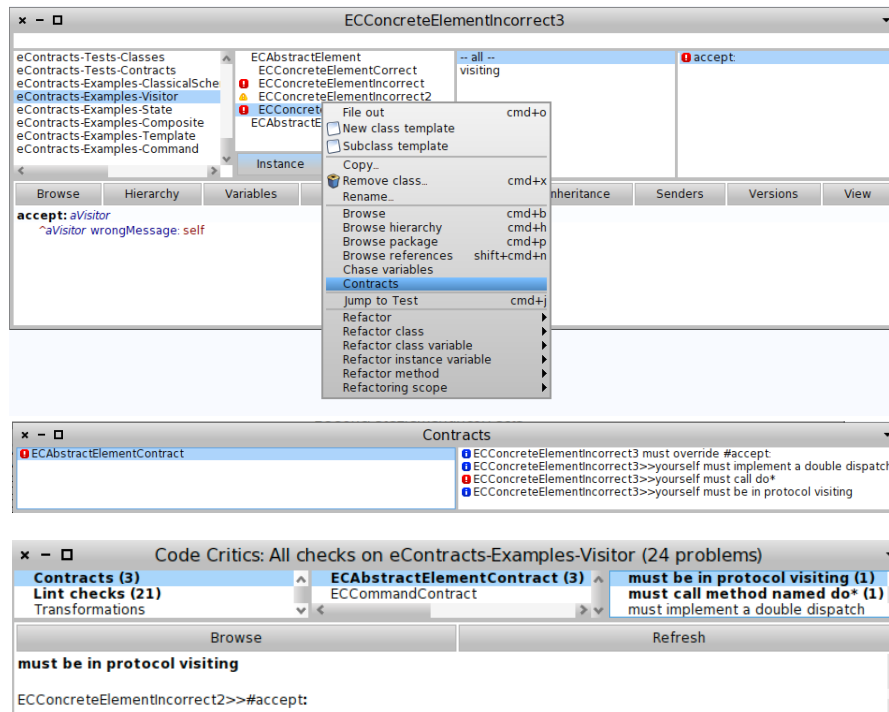 ECConcreteElementIncorrect3
eContracts-Tests-Classes
eContracts-Tests-Contracts
eContracts-Examples-ClassicalSche
eContracts-Examples-Visitor
eContracts-Examples-State
eContracts-Examples-Composite
eContracts-Examples-Template
eContracts-Examples-Command
ECAbstractElement
ECConcreteElementCorrect
ECConcreteElementIncorrect
ECConcreteElementIncorrect2
ECConcrete
ECAbstractE
Instance
-- all --
visiting
accept:
File out cmd+o
New class template
Subclass template
Copy...
Remove class... cmd+x
Rename...
Browse cmd+b
Browse hierarchy cmd+h
Browse package cmd+p
Browse references shift+cmd+n
Chase variables
Contracts
Jump to Test cmd+j
Refactor
Refactor class
Refactor class variable
Refactor instance variable
Refactor method
Refactoring scope
Browse Hierarchy Variables nheritance Senders Versions View
accept: aVisitor
^aVisitor wrongMessage: self
Contracts
ECAbstractElementContract
ECConcreteElementIncorrect3 must override #accept:
ECConcreteElementIncorrect3>>yourself must implement a double dispatch
ECConcreteElementIncorrect3>>yourself must call do*
ECConcreteElementIncorrect3>>yourself must be in protocol visiting
Code Critics: All checks on eContracts-Examples-Visitor (24 problems)
Contracts (3)
Lint checks (21)
Transformations
ECAbstractElementContract (3)
ECCommandContract
must be in protocol visiting (1)
must call method named do* (1)
must implement a double dispatch
Browse Refresh
must be in protocol visiting
ECConcreteElementIncorrect2>>#accept: